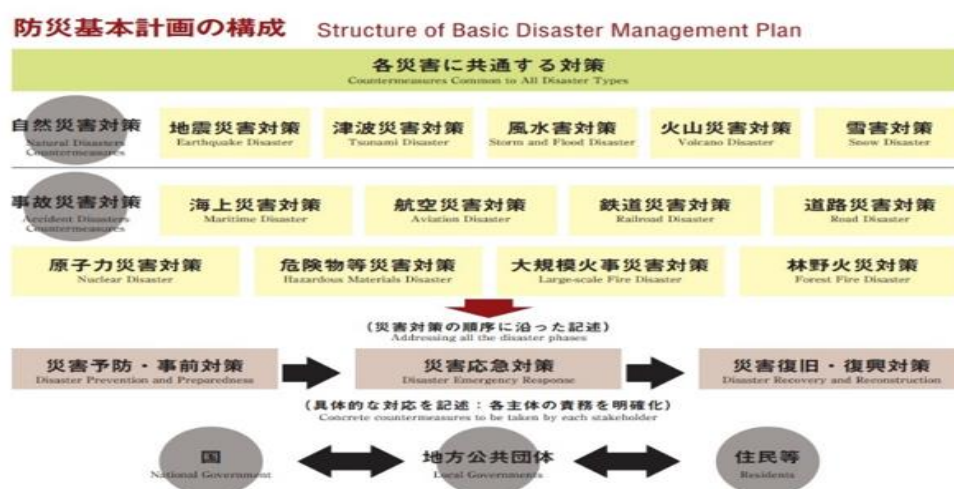 防災基本計画の構成 Structure of Basic Disaster Management Plan
各災害に共通する対策
Countermeasures Common to All Disaster Types
自然災害対策
Natural Disasters
Countermeasures
地震災害対策
Earthquake Disaster
津波災害対策
Tsunami Disaster
風水害対策
Storm and Flood Disaster
火山災害対策
Volcano Disaster
雪害対策
Snow Disaster
事故災害対策
Accident Disasters
Countermeasures
海上災害対策
Maritime Disaster
航空災害対策
Aviation Disaster
鉄道災害対策
Railroad Disaster
道路災害対策
Road Disaster
原子力災害対策
Nuclear Disaster
危険物等災害対策
Hazardous Materials Disaster
大規模火事災害対策
Large-scale Fire Disaster
林野火災対策
Forest Fire Disaster
(災害対策の順序に沿った記述)
Addressing all the disaster phases
災害予防・事前対策
Disaster Prevention and Preparedness
災害応急対策
Disaster Emergency Response
災害復旧・復興対策
Disaster Recovery and Reconstruction
(具体的な対応を記述:各主体の責務を明確化)
Concrete countermeasures to be taken by each stakeholder
国
National Government
地方公共団体
Local Governments
住民等
Residents